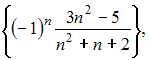 {(-1)^n (3n^2 - 5)/(n^2 + n + 2)},